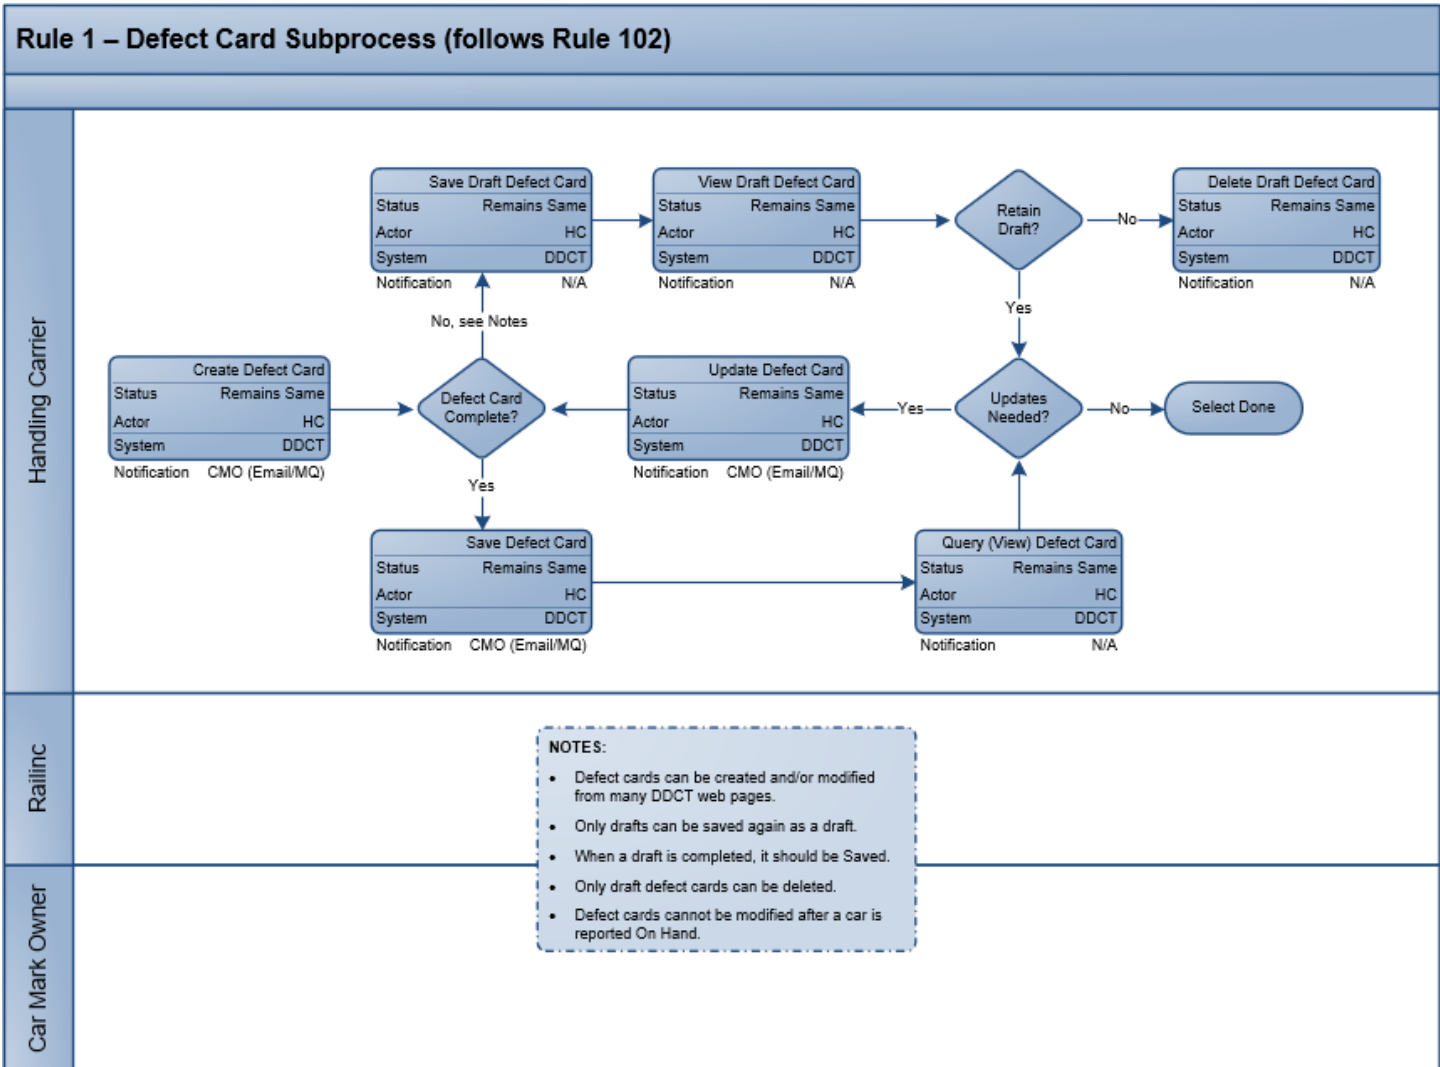 Rule 1 – Defect Card Subprocess (follows Rule 102)
Handling Carrier
Save Draft Defect Card
Status Remains Same
Actor HC
System DDCT
Notification N/A
View Draft Defect Card
Status Remains Same
Actor HC
System DDCT
Notification N/A
Retain
Draft?
No
Delete Draft Defect Card
Status Remains Same
Actor HC
System DDCT
Notification N/A
No, see Notes
Yes
Create Defect Card
Status Remains Same
Actor HC
System DDCT
Notification CMO (Email/MQ)
Defect Card
Complete?
Update Defect Card
Status Remains Same
Actor HC
System DDCT
Notification CMO (Email/MQ)
Yes
Updates
Needed?
No
Select Done
Yes
Save Defect Card
Status Remains Same
Actor HC
System DDCT
Notification CMO (Email/MQ)
Query (View) Defect Card
Status Remains Same
Actor HC
System DDCT
Notification N/A
Railinc
NOTES:
• Defect cards can be created and/or modified
from many DDCT web pages.
• Only drafts can be saved again as a draft.
• When a draft is completed, it should be Saved.
• Only draft defect cards can be deleted.
• Defect cards cannot be modified after a car is
reported On Hand.
Car Mark Owner